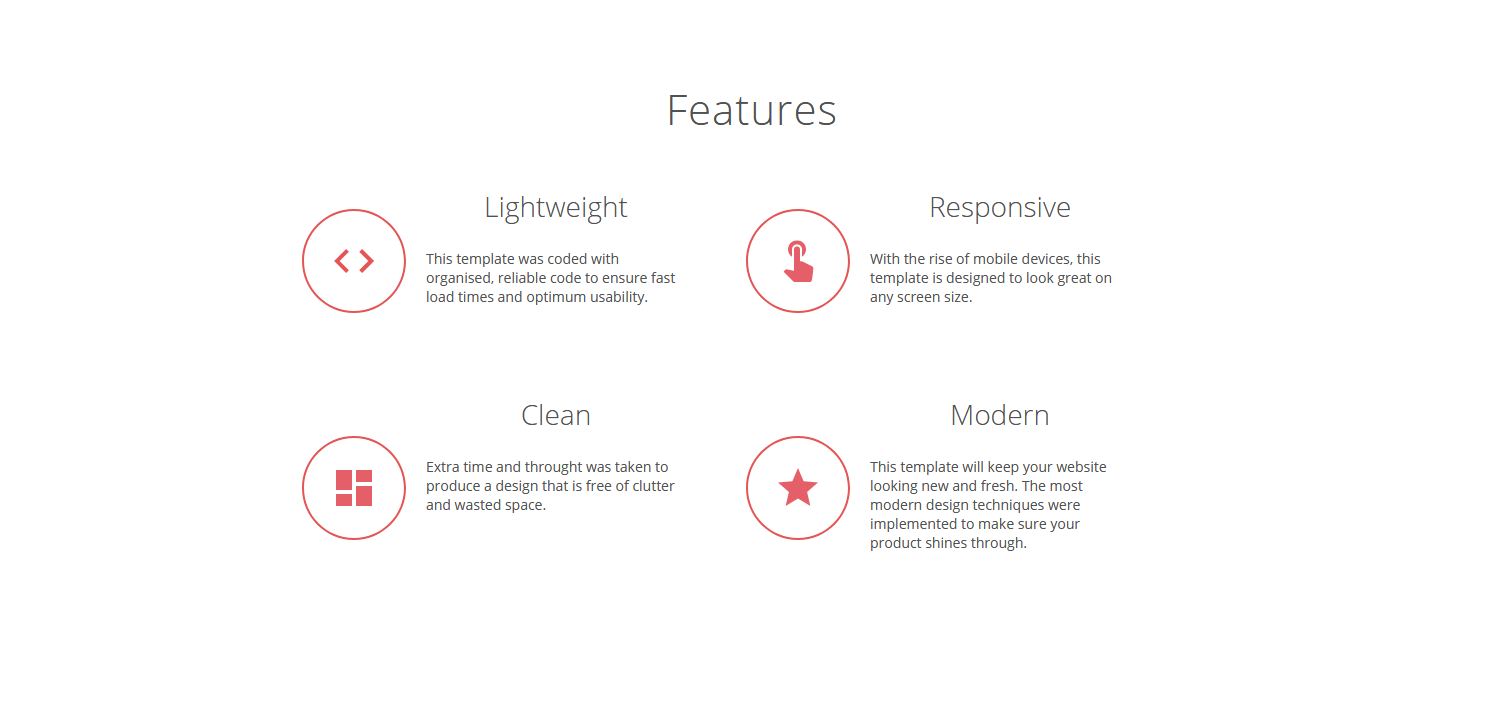 Features
Lightweight
This template was coded with
organised, reliable code to ensure fast
load times and optimum usability.
Responsive
With the rise of mobile devices, this
template is designed to look great on
any screen size.
Clean
Extra time and throught was taken to
produce a design that is free of clutter
and wasted space.
Modern
This template will keep your website
looking new and fresh. The most
modern design techniques were
implemented to make sure your
product shines through.